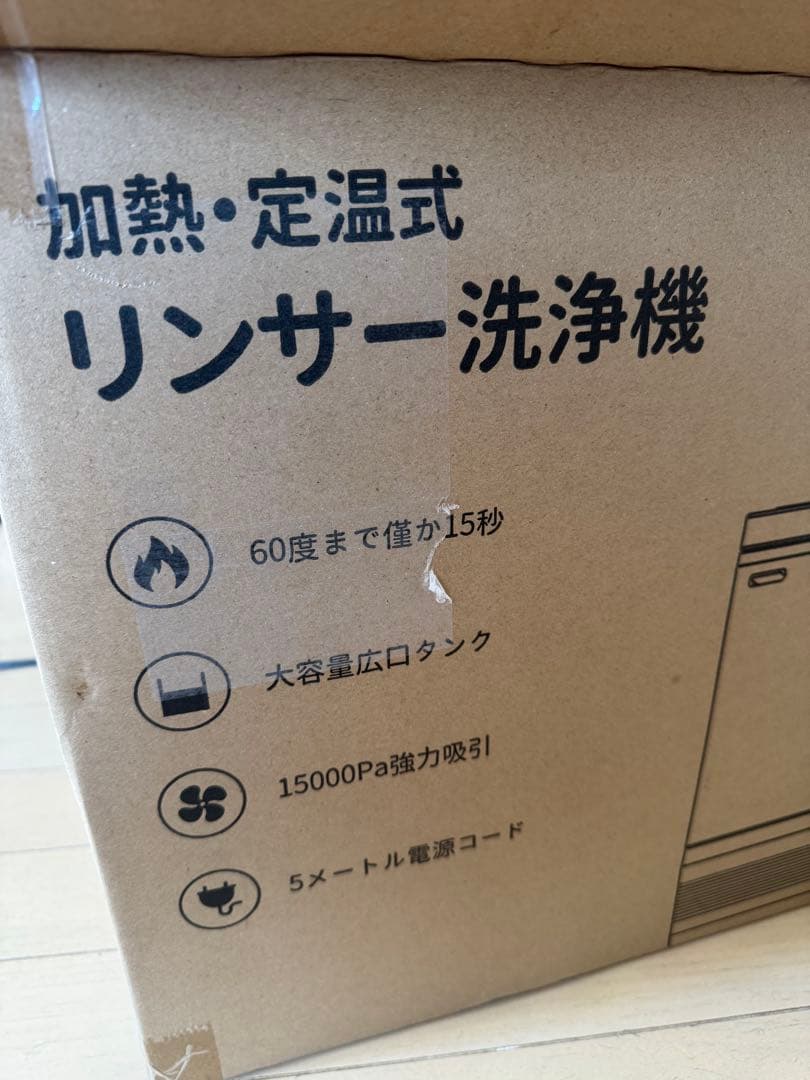 加熱・定温式
リンサー洗浄機
60度まで僅か15秒
大容量広口タンク
15000Pa強力吸引
5メートル電源コード